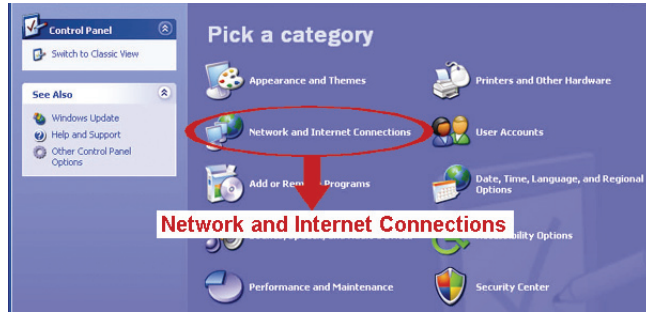 Control Panel
Switch to Classic View
See Also
Windows Update
Help and Support
Other Control Panel
Options
Pick a category
Appearance and Themes
Printers and Other Hardware
Network and Internet Connections
User Accounts
Add or Programs
Date, Time, Language, and Regional
Options
Network and Internet Connections
Options
Performance and Maintenance
Security Center